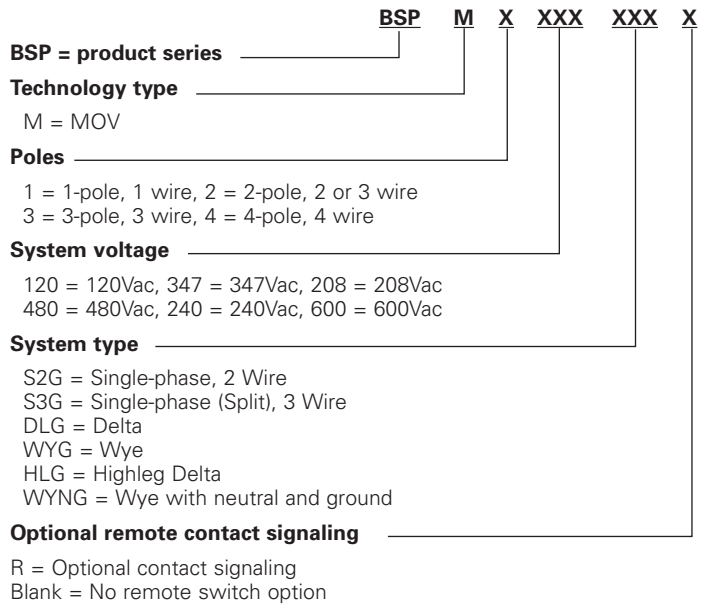 BSP M X XXX XXX X
BSP = product series
Technology type
M = MOV
Poles
1 = 1-pole, 1 wire, 2 = 2-pole, 2 or 3 wire
3 = 3-pole, 3 wire, 4 = 4-pole, 4 wire
System voltage
120 = 120Vac, 347 = 347Vac, 208 = 208Vac
480 = 480Vac, 240 = 240Vac, 600 = 600Vac
System type
S2G = Single-phase, 2 Wire
S3G = Single-phase (Split), 3 Wire
DLG = Delta
WYG = Wye
HLG = Highleg Delta
WYNG = Wye with neutral and ground
Optional remote contact signaling
R = Optional contact signaling
Blank = No remote switch option